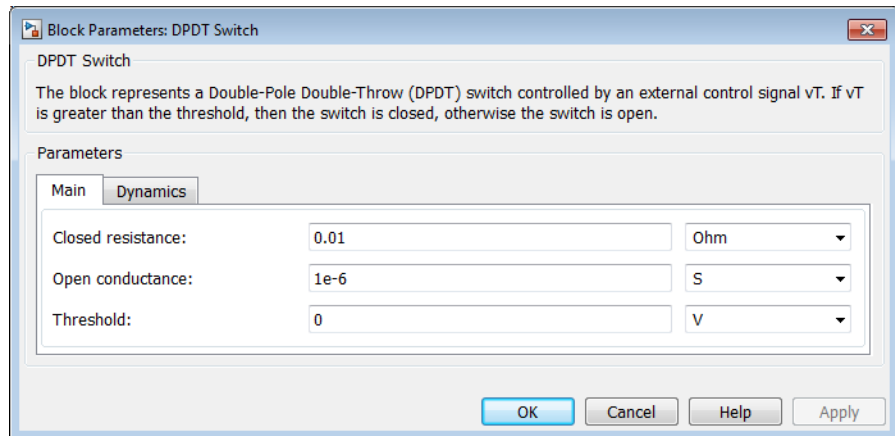 Block Parameters: DPDT Switch
DPDT Switch
The block represents a Double-Pole Double-Throw (DPDT) switch controlled by an external control signal vT. If vT
is greater than the threshold, then the switch is closed, otherwise the switch is open.
Parameters
Main Dynamics
Closed resistance: 0.01 Ohm
Open conductance: 1e-6 S
Threshold: 0 V
OK Cancel Help Apply